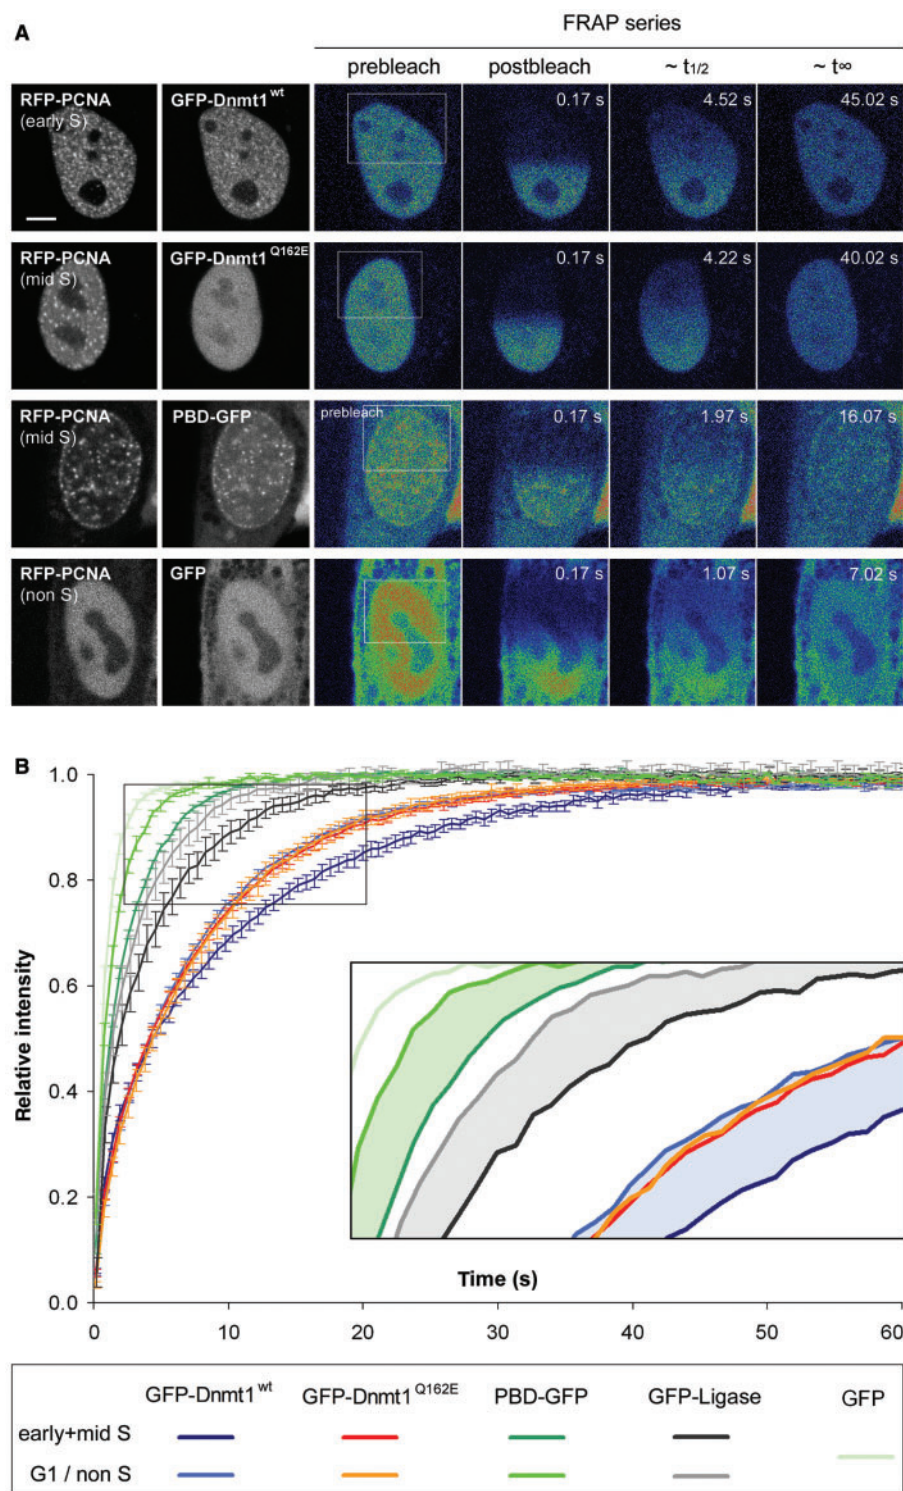 A
FRAP series
prebleach postbleach ~ t1/2 ~ t∞
RFP-PCNA (early S) GFP-Dnmt1wt 0.17 s 4.52 s 45.02 s
RFP-PCNA (mid S) GFP-Dnmt1Q162E 0.17 s 4.22 s 40.02 s
RFP-PCNA (mid S) PBD-GFP prebleach 0.17 s 1.97 s 16.07 s
RFP-PCNA (non S) GFP 0.17 s 1.07 s 7.02 s
B
Relative intensity
1.0
0.8
0.6
0.4
0.2
0.0
Time (s)
0 10 20 30 40 50 60
GFP-Dnmt1wt GFP-Dnmt1Q162E PBD-GFP GFP-Ligase GFP
early+mid S
G1 / non S